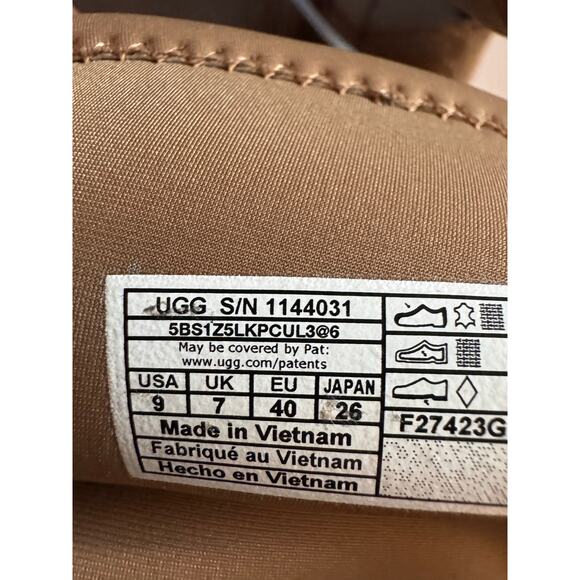 UGG S/N 1144031
5BS1Z5LKPCUL3@6
May be covered by Pat:
www.ugg.com/patents
USA UK EU JAPAN
9 7 40 26
F27423G
Made in Vietnam
Fabriqué au Vietnam
Hecho en Vietnam